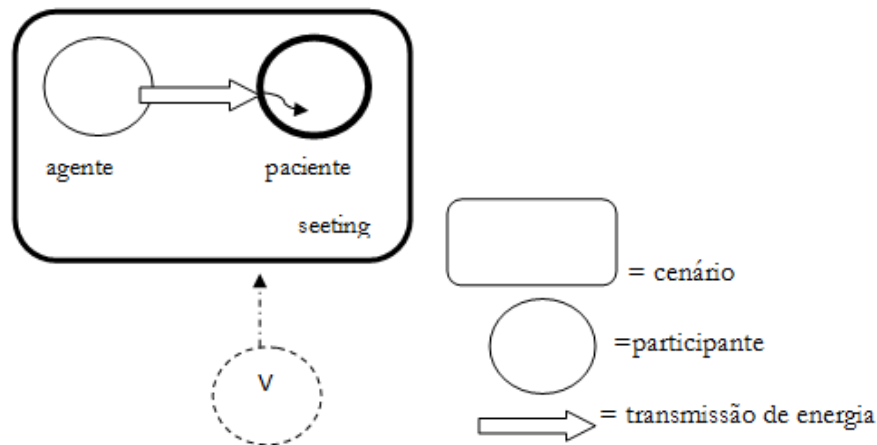 agente
paciente
seeting
V
= cenário
=participante
= transmissão de energia